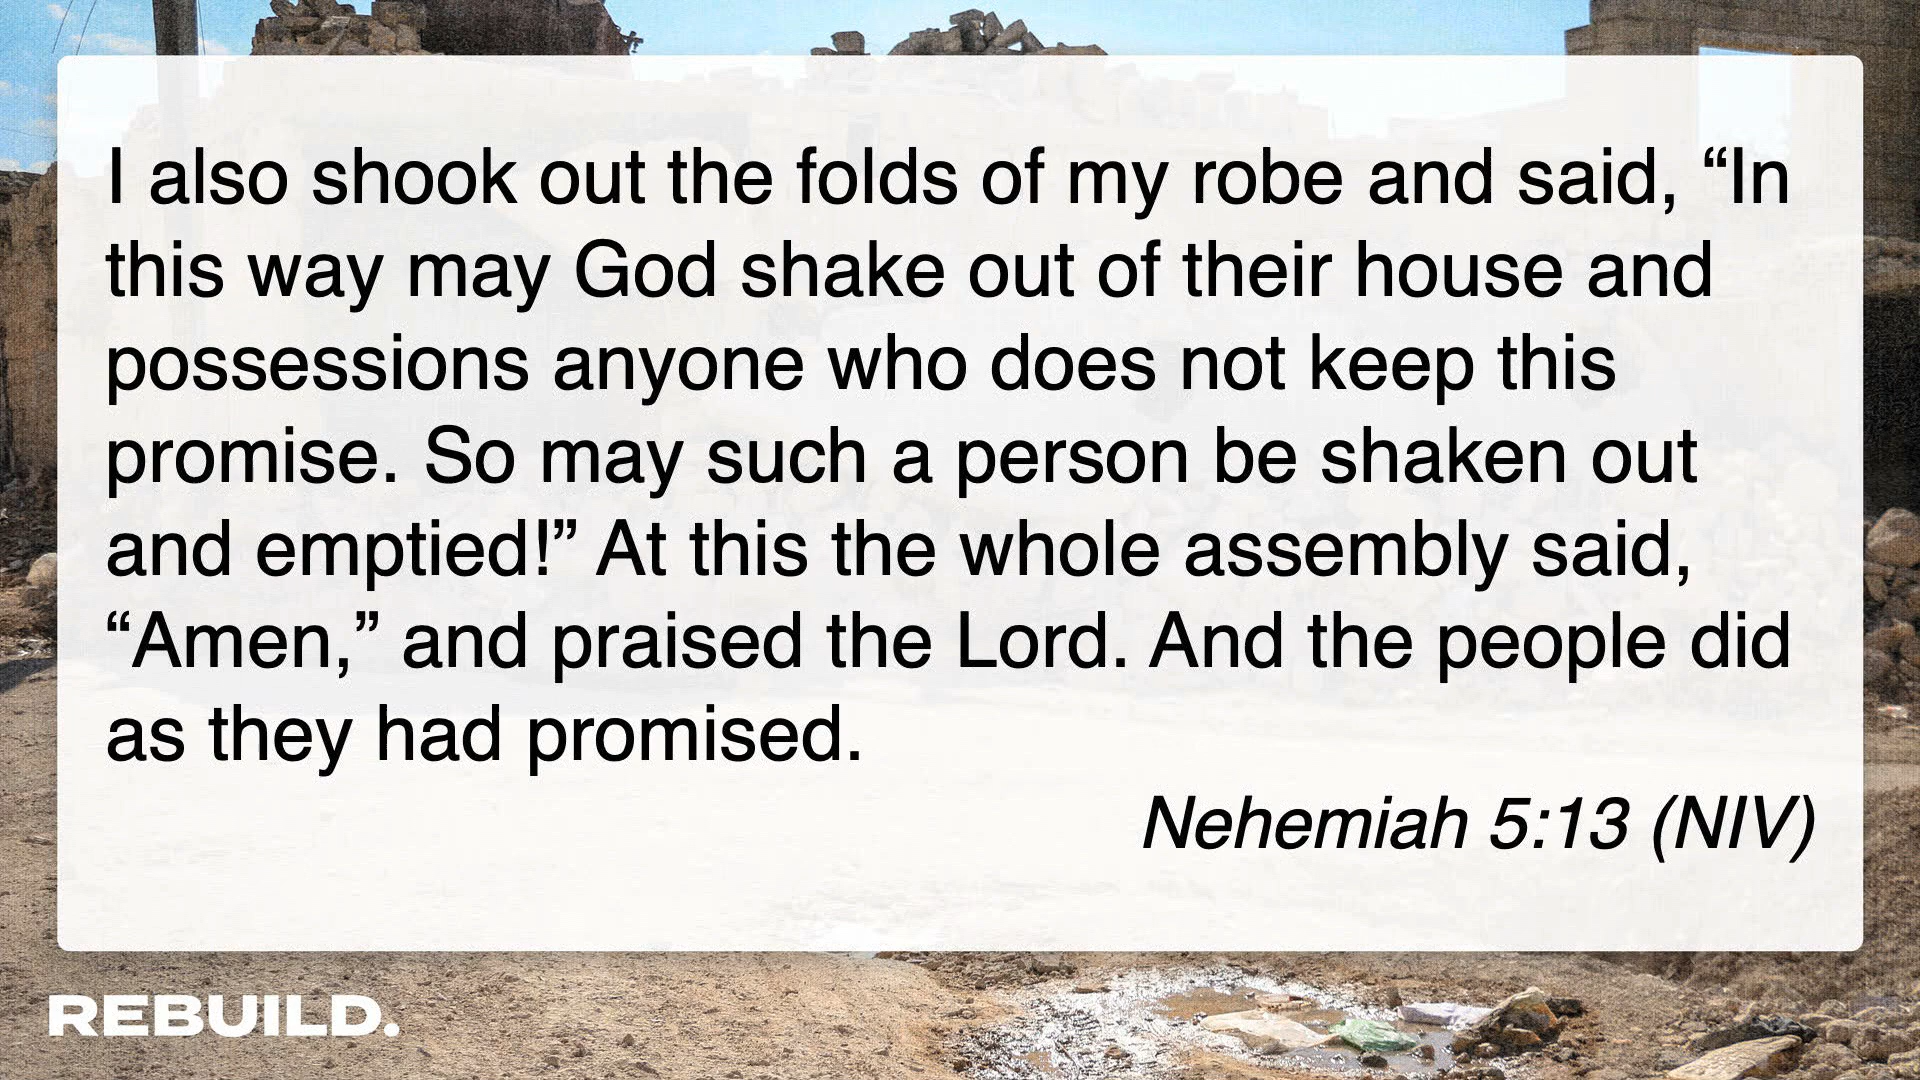 I also shook out the folds of my robe and said, “In
this way may God shake out of their house and
possessions anyone who does not keep this
promise. So may such a person be shaken out
and emptied!” At this the whole assembly said,
“Amen,” and praised the Lord. And the people did
as they had promised.
Nehemiah 5:13 (NIV)
REBUILD.